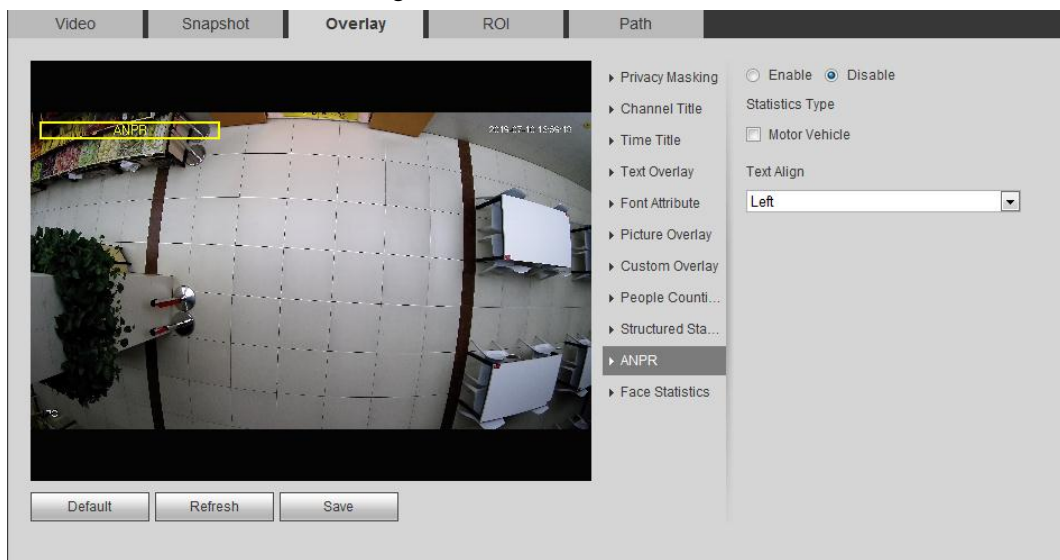 Video Snapshot Overlay ROI Path
ANPR
Privacy Masking
Channel Title
Time Title
Text Overlay
Font Attribute
Picture Overlay
Custom Overlay
People Counti...
Structured Sta...
ANPR
Face Statistics
Enable Disable
Statistics Type
Motor Vehicle
Text Align
Left
Default Refresh Save